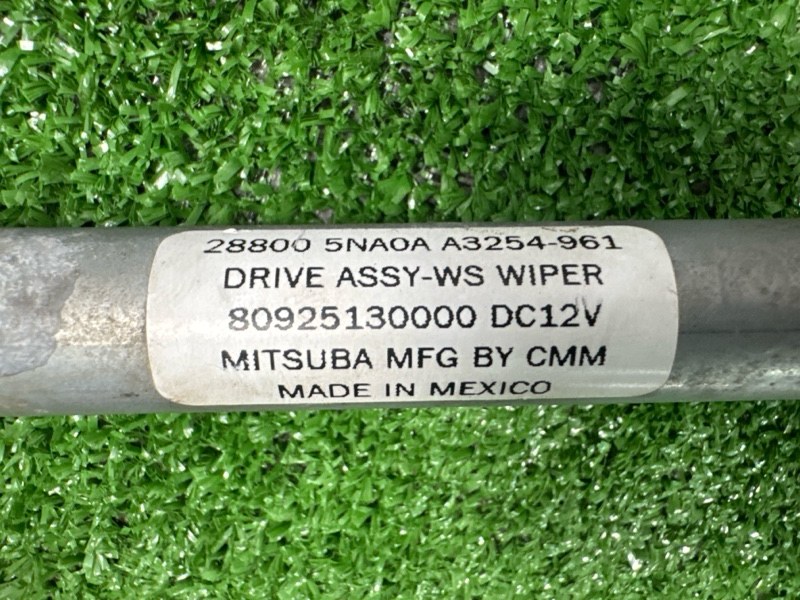 28800 5NA0A A3254-961
DRIVE ASSY-WS WIPER
80925130000 DC12V
MITSUBA MFG BY CMM
MADE IN MEXICO